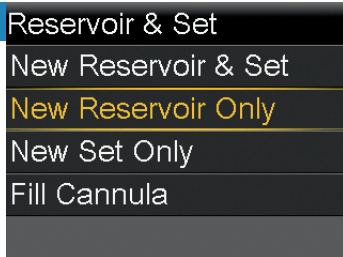 Reservoir & Set
New Reservoir & Set
New Reservoir Only
New Set Only
Fill Cannula